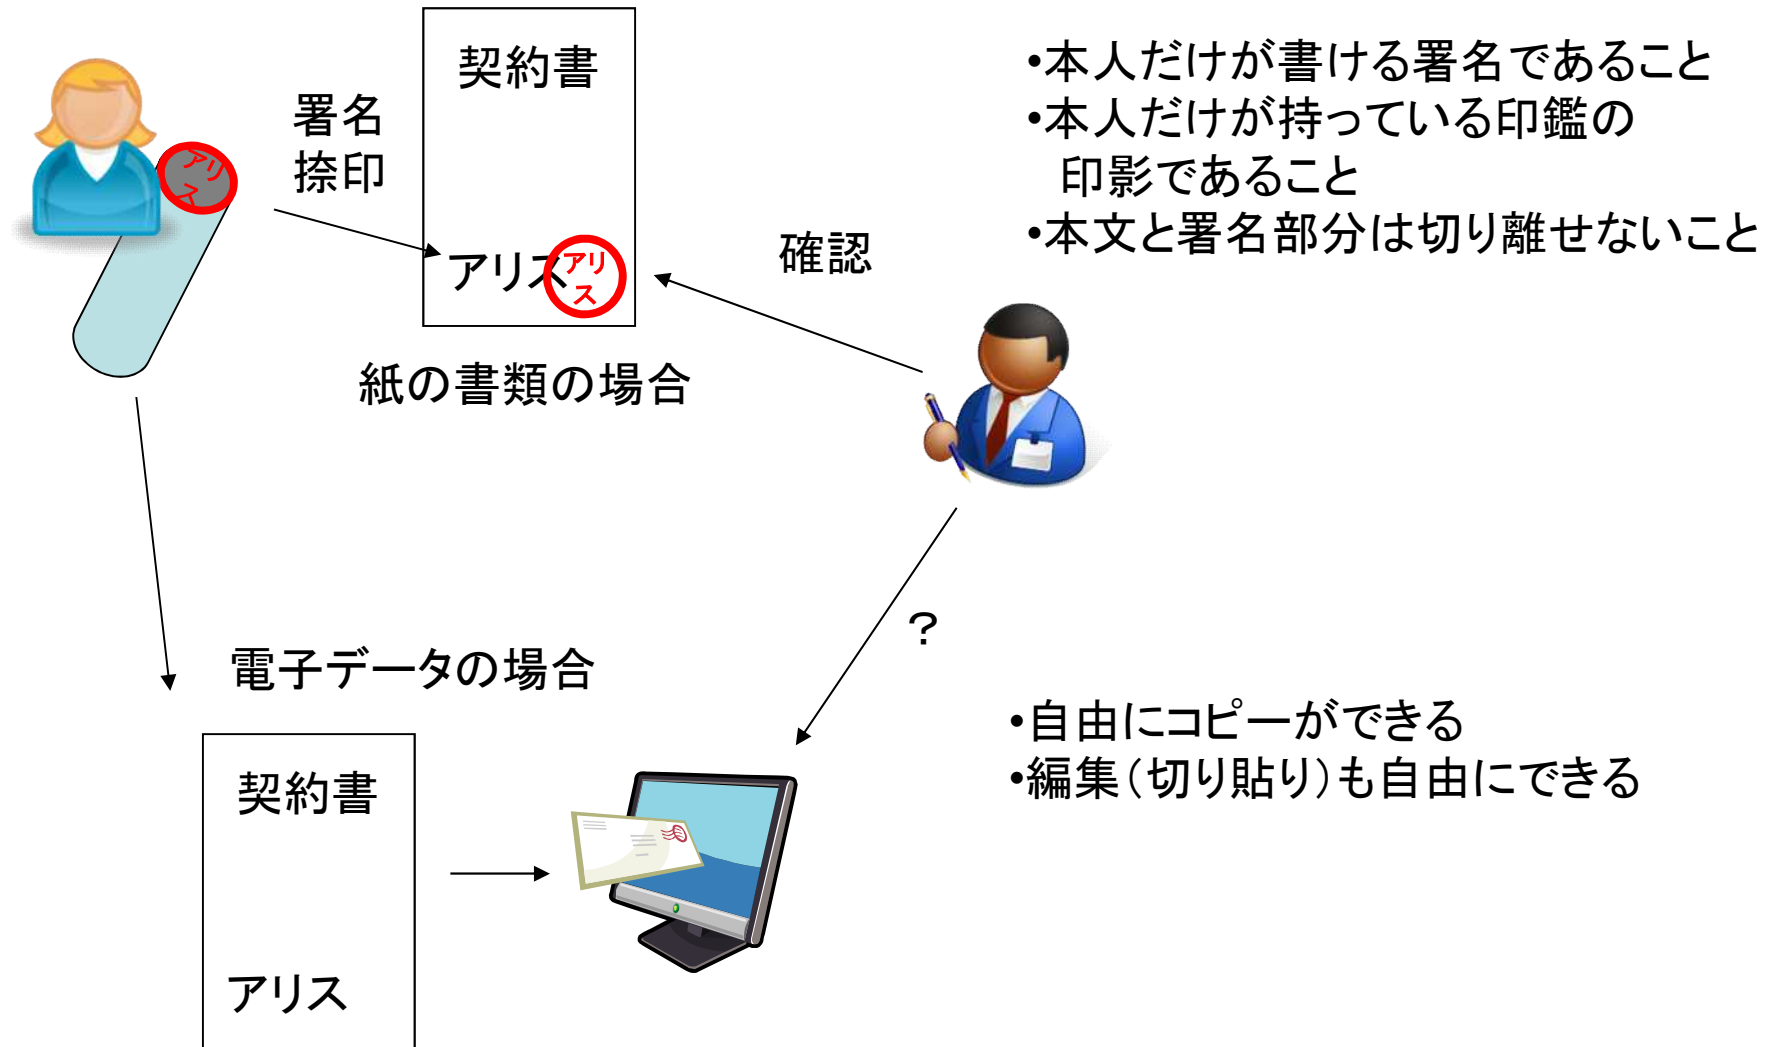 契約書
署名
捺印
アリ
ス
アリス
アリ
ス
確認
紙の書類の場合
•本人だけが書ける署名であること
•本人だけが持っている印鑑の
印影であること
•本文と署名部分は切り離せないこと
?
電子データの場合
契約書
アリス
•自由にコピーができる
•編集(切り貼り)も自由にできる